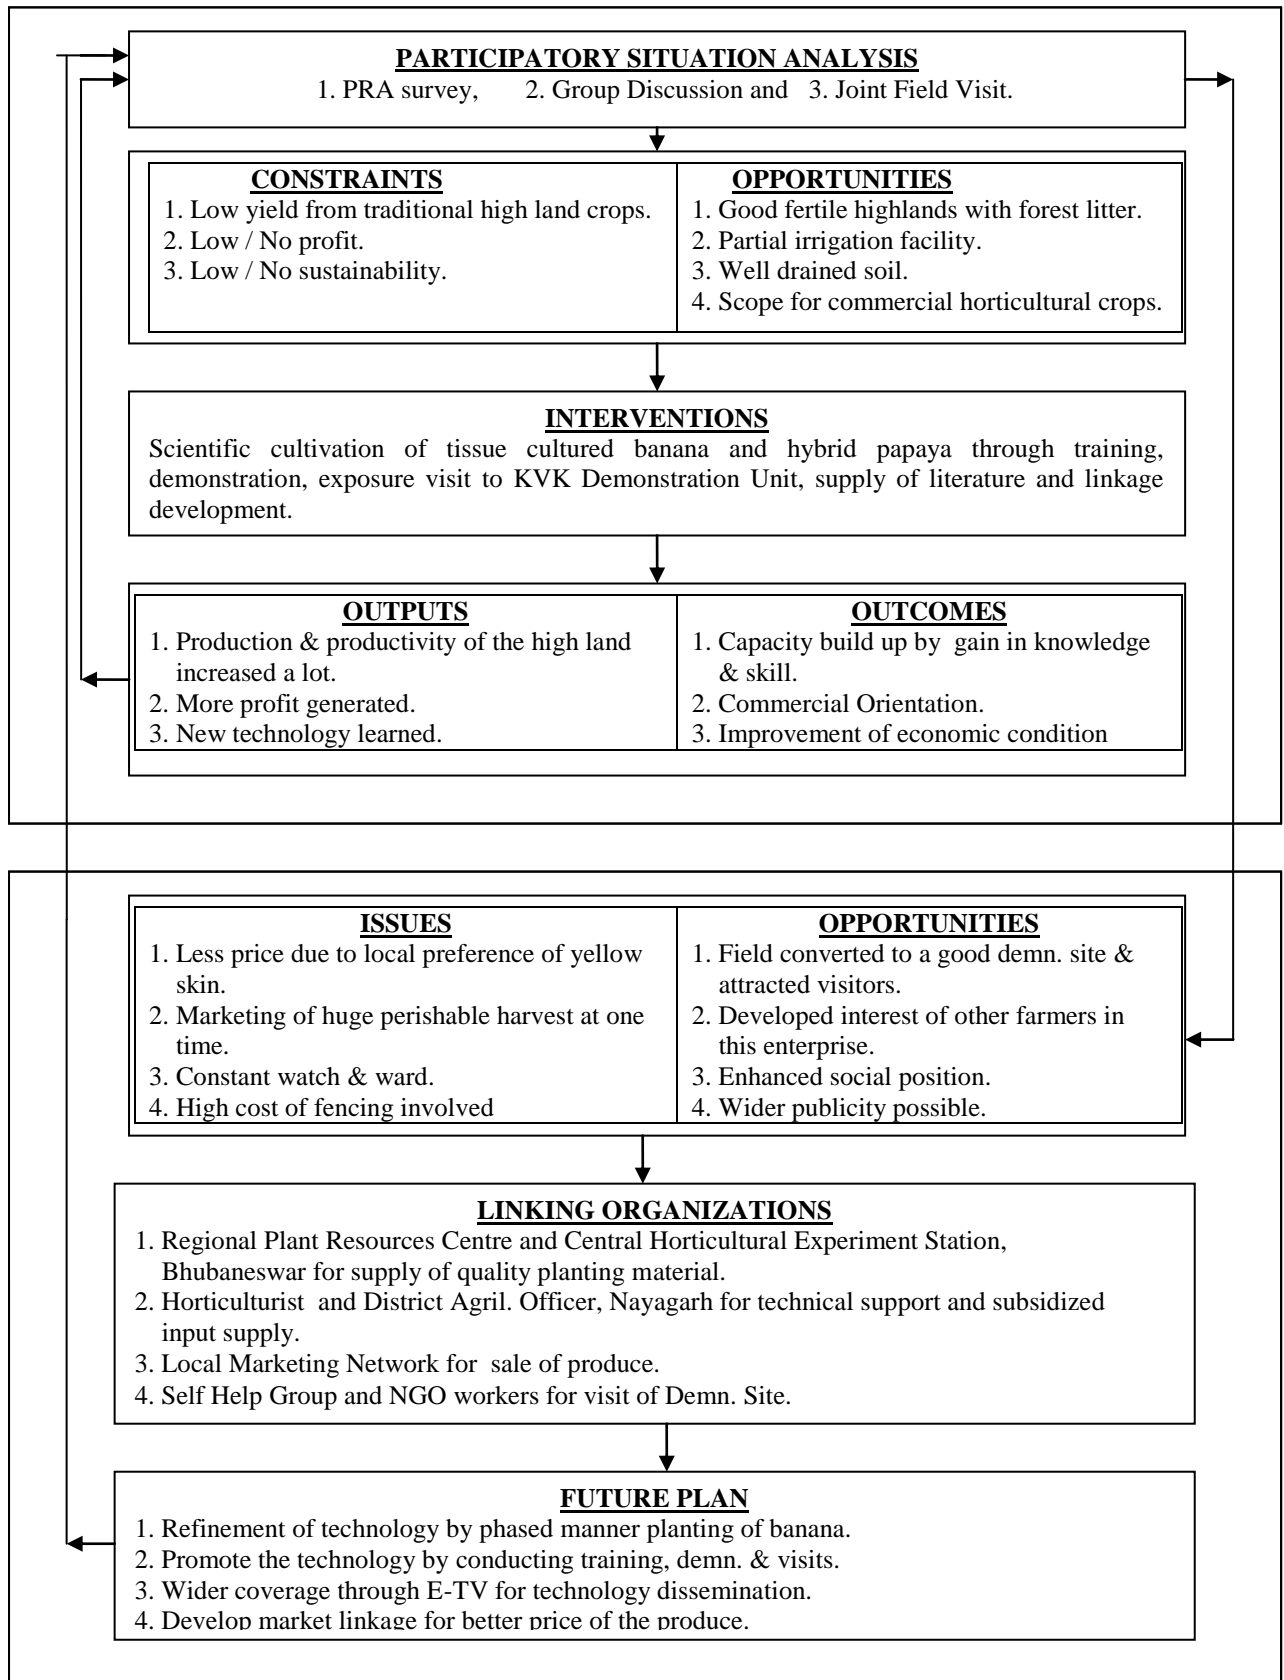 PARTICIPATORY SITUATION ANALYSIS
1. PRA survey, 2. Group Discussion and 3. Joint Field Visit.
CONSTRAINTS
1. Low yield from traditional high land crops.
2. Low / No profit.
3. Low / No sustainability.
OPPORTUNITIES
1. Good fertile highlands with forest litter.
2. Partial irrigation facility.
3. Well drained soil.
4. Scope for commercial horticultural crops.
INTERVENTIONS
Scientific cultivation of tissue cultured banana and hybrid papaya through training,
demonstration, exposure visit to KVK Demonstration Unit, supply of literature and linkage
development.
OUTPUTS
1. Production & productivity of the high land
increased a lot.
2. More profit generated.
3. New technology learned.
OUTCOMES
1. Capacity build up by gain in knowledge
& skill.
2. Commercial Orientation.
3. Improvement of economic condition
ISSUES
1. Less price due to local preference of yellow
skin.
2. Marketing of huge perishable harvest at one
time.
3. Constant watch & ward.
4. High cost of fencing involved
OPPORTUNITIES
1. Field converted to a good demn. site &
attracted visitors.
2. Developed interest of other farmers in
this enterprise.
3. Enhanced social position.
4. Wider publicity possible.
LINKING ORGANIZATIONS
1. Regional Plant Resources Centre and Central Horticultural Experiment Station,
Bhubaneswar for supply of quality planting material.
2. Horticulturist and District Agril. Officer, Nayagarh for technical support and subsidized
input supply.
3. Local Marketing Network for sale of produce.
4. Self Help Group and NGO workers for visit of Demn. Site.
FUTURE PLAN
1. Refinement of technology by phased manner planting of banana.
2. Promote the technology by conducting training, demn. & visits.
3. Wider coverage through E-TV for technology dissemination.
4. Develop market linkage for better price of the produce.